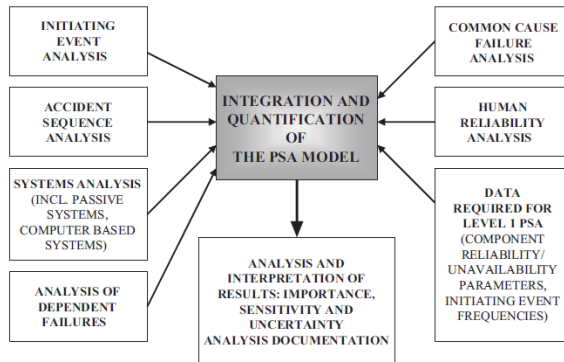 INITIATING
EVENT
ANALYSIS
ACCIDENT
SEQUENCE
ANALYSIS
SYSTEMS ANALYSIS
(INCL. PASSIVE
SYSTEMS,
COMPUTER BASED
SYSTEMS)
ANALYSIS OF
DEPENDENT
FAILURES
INTEGRATION AND
QUANTIFICATION
OF
THE PSA MODEL
ANALYSIS AND
INTERPRETATION OF
RESULTS: IMPORTANCE,
SENSITIVITY AND
UNCERTAINTY
ANALYSIS DOCUMENTATION
COMMON CAUSE
FAILURE
ANALYSIS
HUMAN
RELIABILITY
ANALYSIS
DATA
REQUIRED FOR
LEVEL 1 PSA
(COMPONENT
RELIABILITY/
UNAVAILABILITY
PARAMETERS,
INITIATING EVENT
FREQUENCIES)